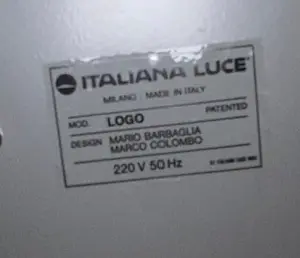 ITALIANA LUCE
MILANO MADE IN ITALY
MOD. LOGO PATENTED
DESIGN MARIO BARBAGLIA
MARCO COLOMBO
220 V 50 Hz